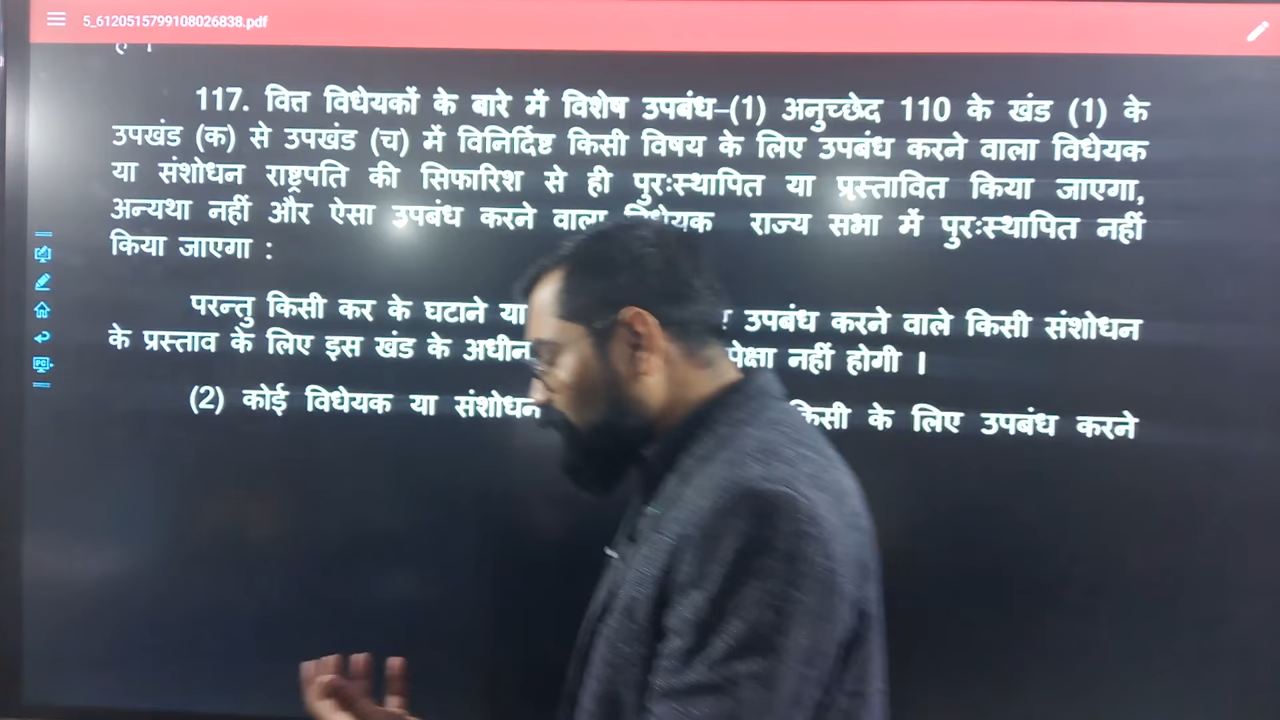 5_6120515799108026838.pdf
117. वित्त विधेयकों के बारे में विशेष उपबंध–(1) अनुच्छेद 110 के खंड (1) के
उपखंड (क) से उपखंड (च) में विनिर्दिष्ट किसी विषय के लिए उपबंध करने वाला विधेयक
या संशोधन राष्ट्रपति की सिफारिश से ही पुरःस्थापित या प्रस्तावित किया जाएगा,
अन्यथा नहीं और ऐसा उपबंध करने वाला विधेयक राज्य सभा में पुरःस्थापित नहीं
किया जाएगा :
परन्तु किसी कर के घटाने या उपबंध करने वाले किसी संशोधन
के प्रस्ताव के लिए इस खंड के अधीन नहीं होगी ।
(2) कोई विधेयक या संशोधन किसी के लिए उपबंध करने